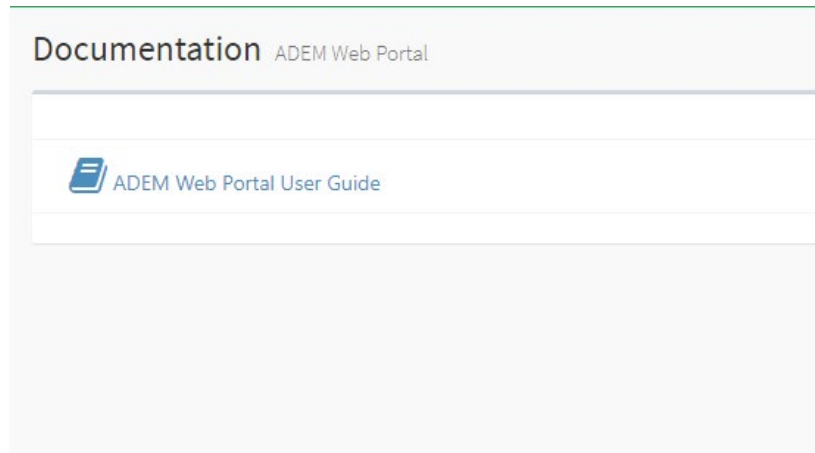 Documentation ADEM Web Portal
ADEM Web Portal User Guide